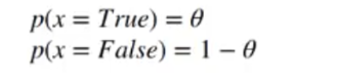 p(x = True) = θ
p(x = False) = 1 − θ